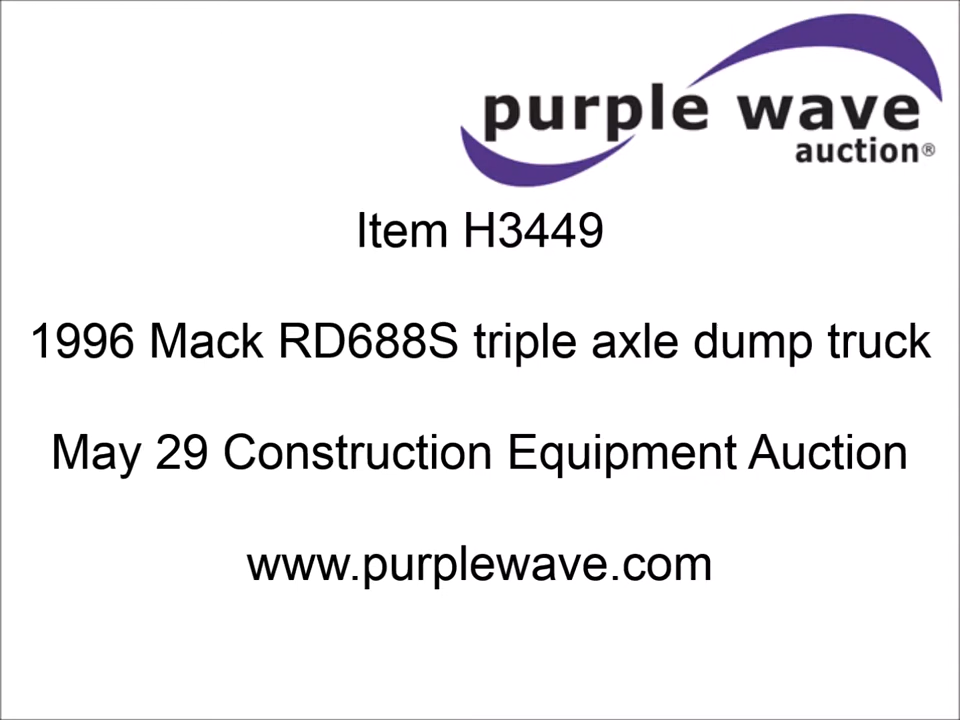 purple wave
auction®
Item H3449
1996 Mack RD688S triple axle dump truck
May 29 Construction Equipment Auction
www.purplewave.com